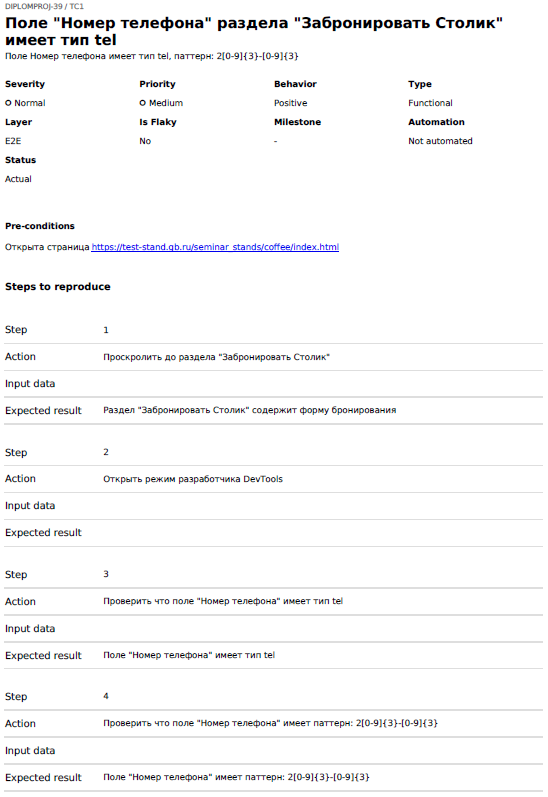 DIPLOMPROJ-39 / TC1
Поле "Номер телефона" раздела "Забронировать Столик"
имеет тип tel
Поле Номер телефона имеет тип tel, паттерн: 2[0-9]{3}-[0-9]{3}
Severity Priority Behavior Type
Normal Medium Positive Functional
Layer Is Flaky Milestone Automation
E2E No - Not automated
Status
Actual
Pre-conditions
Открыта страница https://test-stand.gb.ru/seminar_stands/coffee/index.html
Steps to reproduce
Step 1
Action Проскролить до раздела "Забронировать Столик"
Input data
Expected result Раздел "Забронировать Столик" содержит форму бронирования
Step 2
Action Открыть режим разработчика DevTools
Input data
Expected result
Step 3
Action Проверить что поле "Номер телефона" имеет тип tel
Input data
Expected result Поле "Номер телефона" имеет тип tel
Step 4
Action Проверить что поле "Номер телефона" имеет паттерн: 2[0-9]{3}-[0-9]{3}
Input data
Expected result Поле "Номер телефона" имеет паттерн: 2[0-9]{3}-[0-9]{3}